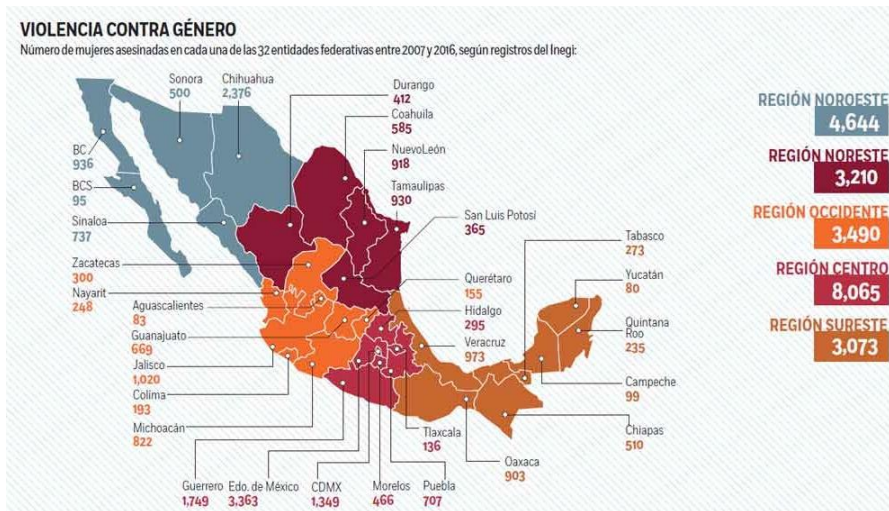 VIOLENCIA CONTRA GÉNERO
Número de mujeres asesinadas en cada una de las 32 entidades federativas entre 2007 y 2016, según registros del Inegi:
Sonora
500
Chihuahua
2,376
Durango
412
Coahuila
585
NuevoLeón
918
Tamaulipas
930
BC
936
BCS
95
Sinaloa
737
San Luis Potosí
365
Zacatecas
300
Nayarit
248
Aguascalientes
83
Guanajuato
669
Jalisco
1,020
Colima
193
Michoacán
822
Querétaro
155
Hidalgo
295
Veracruz
973
Tabasco
273
Yucatán
80
Quintana
Roo
235
Campeche
99
Chiapas
510
Tlaxcala
136
Oaxaca
903
Guerrero
1,749
Edo. de México
3,363
CDMX
1,349
Morelos
466
Puebla
707
REGIÓN NOROESTE
4,644
REGIÓN NORESTE
3,210
REGIÓN OCCIDENTE
3,490
REGIÓN CENTRO
8,065
REGIÓN SURESTE
3,073